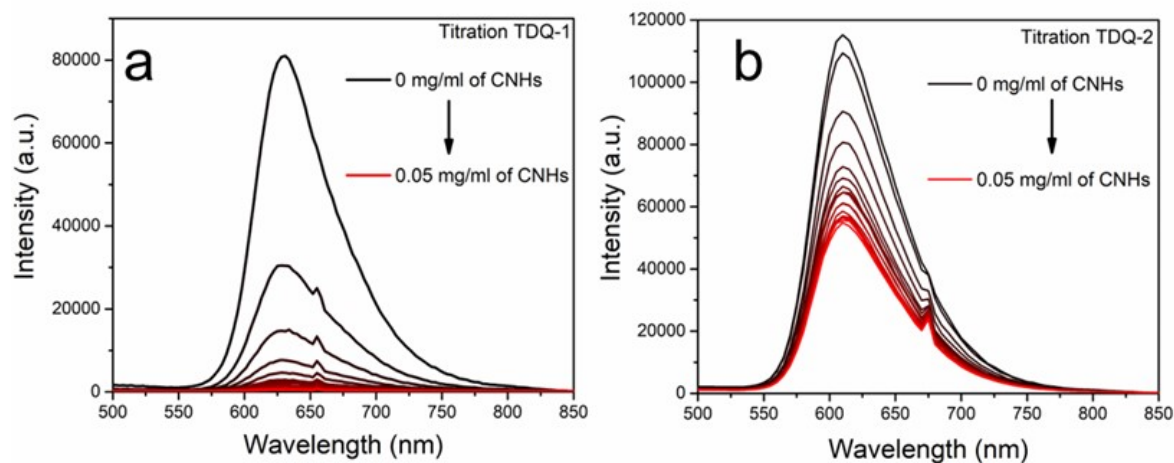 a
Titration TDQ-1
0 mg/ml of CNHs
0.05 mg/ml of CNHs
80000
60000
40000
20000
0
Intensity (a.u.)
500 550 600 650 700 750 800 850
Wavelength (nm)
b
Titration TDQ-2
0 mg/ml of CNHs
0.05 mg/ml of CNHs
120000
100000
80000
60000
40000
20000
0
Intensity (a.u.)
500 550 600 650 700 750 800 850
Wavelength (nm)